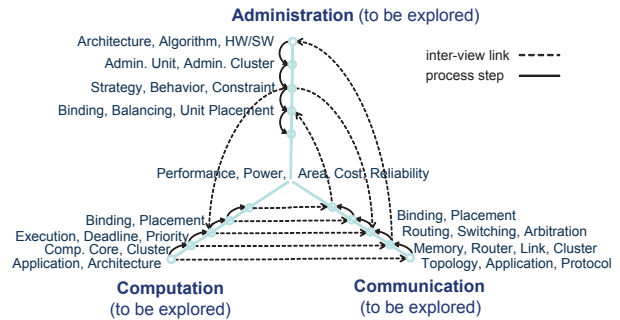 Administration (to be explored)
Architecture, Algorithm, HW/SW
inter-view link
Admin. Unit, Admin. Cluster
process step
Strategy, Behavior, Constraint
Binding, Balancing, Unit Placement
Performance, Power, Area, Cost, Reliability
Binding, Placement
Binding, Placement
Execution, Deadline, Priority
Routing, Switching, Arbitration
Comp. Core, Cluster
Memory, Router, Link, Cluster
Application, Architecture
Topology, Application, Protocol
Computation
(to be explored)
Communication
(to be explored)